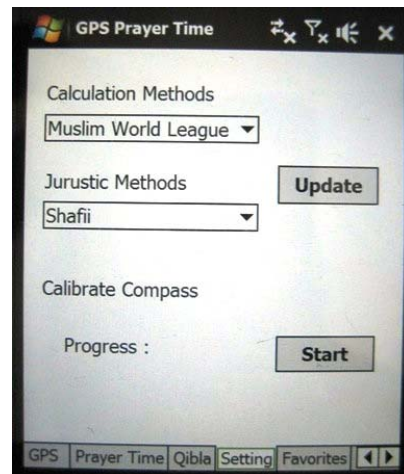 GPS Prayer Time
Calculation Methods
Muslim World League
Jurustic Methods
Update
Shafii
Calibrate Compass
Progress :
Start
GPS Prayer Time Qibla Setting Favorites